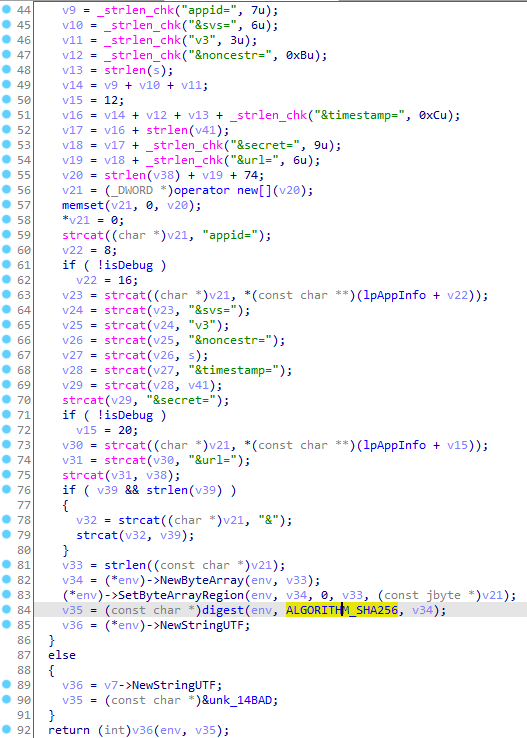 44 v9 = _strlen_chk("appid=", 7u);
45 v10 = _strlen_chk("&svs=", 6u);
46 v11 = _strlen_chk("v3", 3u);
47 v12 = _strlen_chk("&noncestr=", 0xBu);
48 v13 = strlen(s);
49 v14 = v9 + v10 + v11;
50 v15 = 12;
51 v16 = v14 + v12 + v13 + _strlen_chk("&timestamp=", 0xCu);
52 v17 = v16 + strlen(v41);
53 v18 = v17 + _strlen_chk("&secret=", 9u);
54 v19 = v18 + _strlen_chk("&url=", 6u);
55 v20 = strlen(v38) + v19 + 74;
56 v21 = (_DWORD *)operator new[](v20);
57 memset(v21, 0, v20);
58 *v21 = 0;
59 strcat((char *)v21, "appid=");
60 v22 = 8;
61 if ( !isDebug )
62 v22 = 16;
63 v23 = strcat((char *)v21, *(const char **)(lpAppInfo + v22));
64 v24 = strcat(v23, "&svs=");
65 v25 = strcat(v24, "v3");
66 v26 = strcat(v25, "&noncestr=");
67 v27 = strcat(v26, s);
68 v28 = strcat(v27, "&timestamp=");
69 v29 = strcat(v28, v41);
70 strcat(v29, "&secret=");
71 if ( !isDebug )
72 v15 = 20;
73 v30 = strcat((char *)v21, *(const char **)(lpAppInfo + v15));
74 v31 = strcat(v30, "&url=");
75 strcat(v31, v38);
76 if ( v39 && strlen(v39) )
77 {
78 v32 = strcat((char *)v21, "&");
79 strcat(v32, v39);
80 }
81 v33 = strlen((const char *)v21);
82 v34 = (*env)->NewByteArray(env, v33);
83 (*env)->SetByteArrayRegion(env, v34, 0, v33, (const jbyte *)v21);
84 v35 = (const char *)digest(env, ALGORITHM_SHA256, v34);
85 v36 = (*env)->NewStringUTF;
86 }
87 else
88 {
89 v36 = v7->NewStringUTF;
90 v35 = (const char *)&unk_14BAD;
91 }
92 return (int)v36(env, v35);